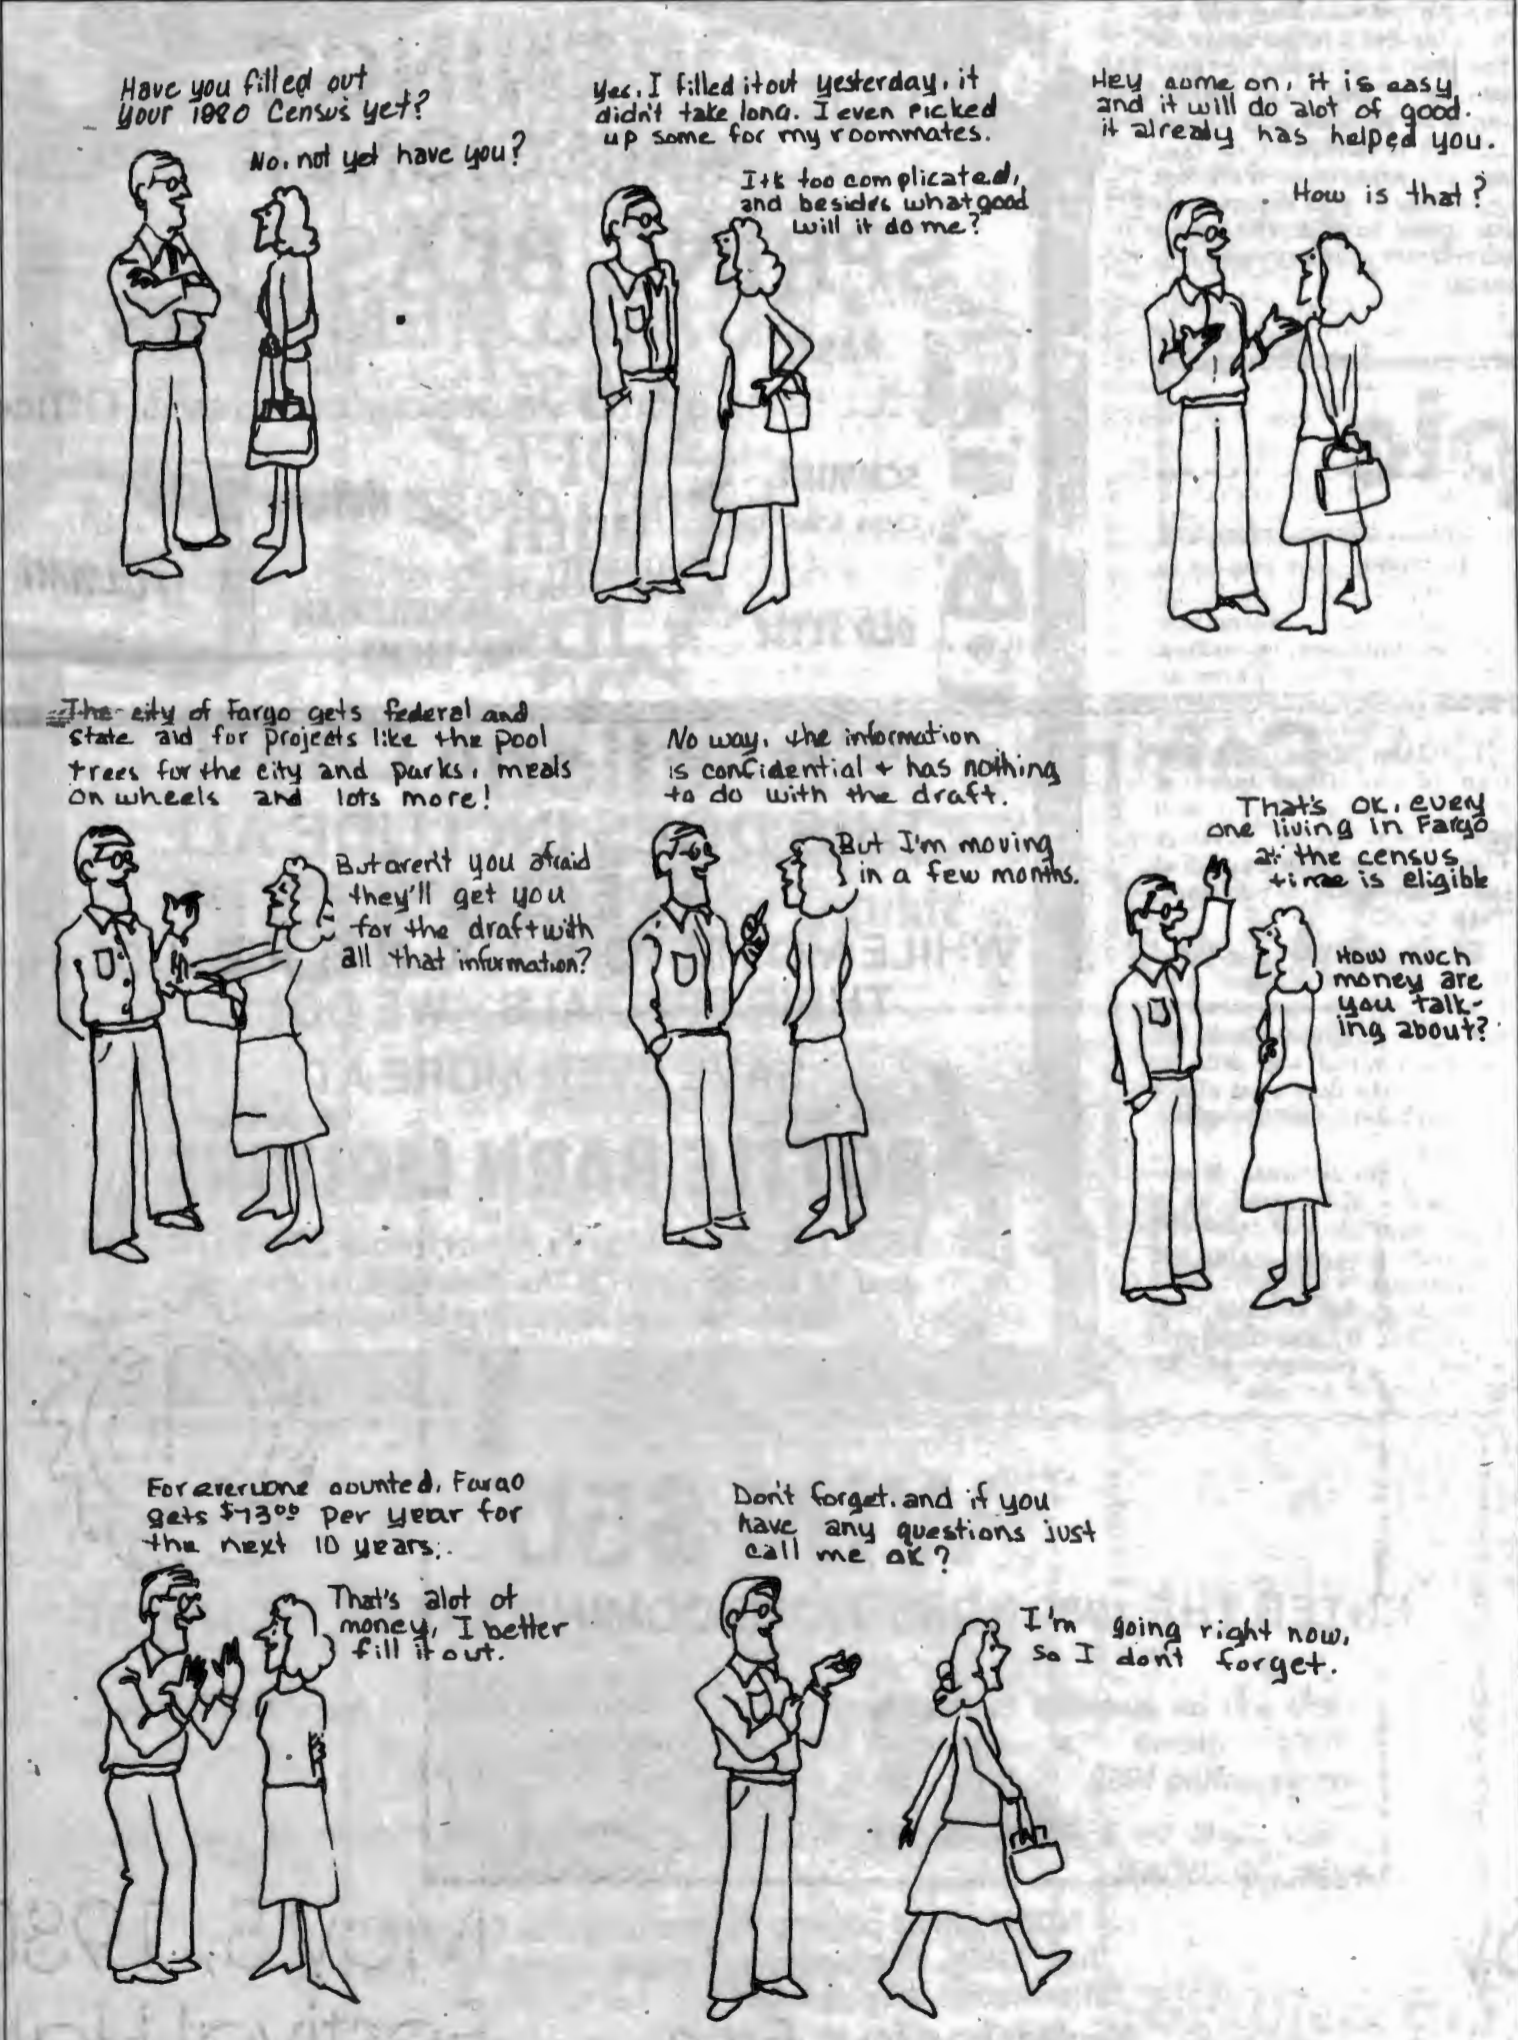 Have you filled out
your 1980 Census yet?
No, not yet have you?
Yes, I filled it out yesterday, it
didn't take long. I even picked
up some for my roommates.
It's too complicated,
and besides what good
will it do me?
Hey come on, it is easy
and it will do alot of good.
it already has helped you.
How is that?
The city of Fargo gets federal and
state aid for projects like the pool
trees for the city and parks, meals
on wheels and lots more!
But aren't you afraid
they'll get you
for the draft with
all that information?
No way, the information
is confidential + has nothing
to do with the draft.
But I'm moving
in a few months.
That's OK, every
one living in Fargo
at the census
time is eligible
How much
money are
you talk-
ing about?
For everyone counted, Fargo
gets $73⁰⁰ per year for
the next 10 years.
That's alot of
money, I better
fill it out.
Don't forget, and if you
have any questions just
call me ok?
I'm going right now,
so I don't forget.